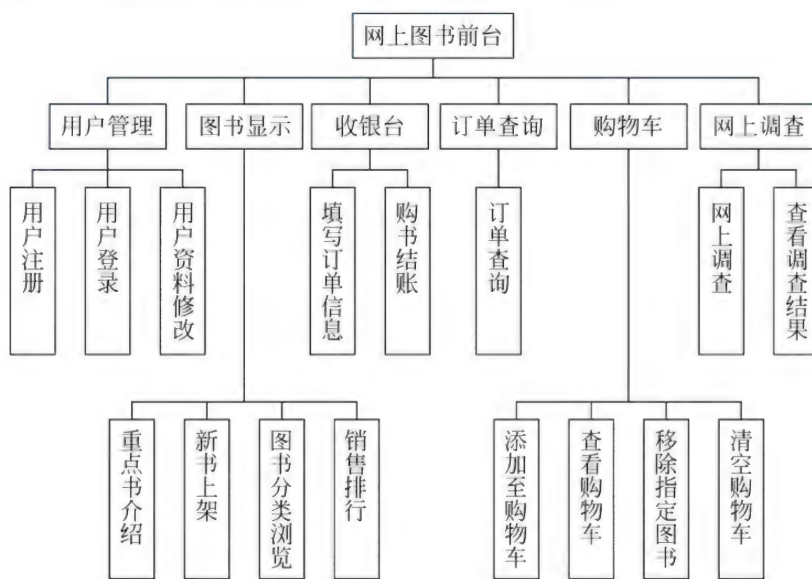 网上图书前台
用户管理
图书显示
收银台
订单查询
购物车
网上调查
用户注册
用户登录
用户资料修改
填写订单信息
购书结账
订单查询
网上调查
查看调查结果
重点书介绍
新书上架
图书分类浏览
销售排行
添加至购物车
查看购物车
移除指定图书
清空购物车